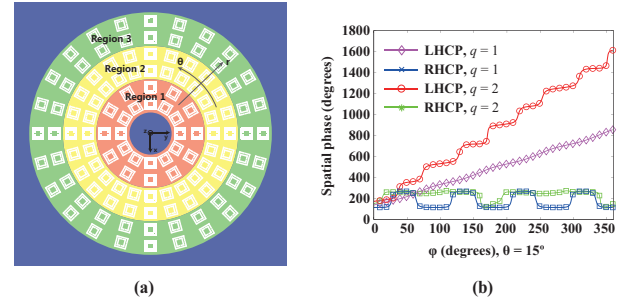 Region 3
Region 2
Region 1
θ
r
z
y
x
(a)
Spatial phase (degrees)
1800
1600
1400
1200
1000
800
600
400
200
0
LHCP, q = 1
RHCP, q = 1
LHCP, q = 2
RHCP, q = 2
0 50 100 150 200 250 300 350
φ (degrees), θ = 15º
(b)